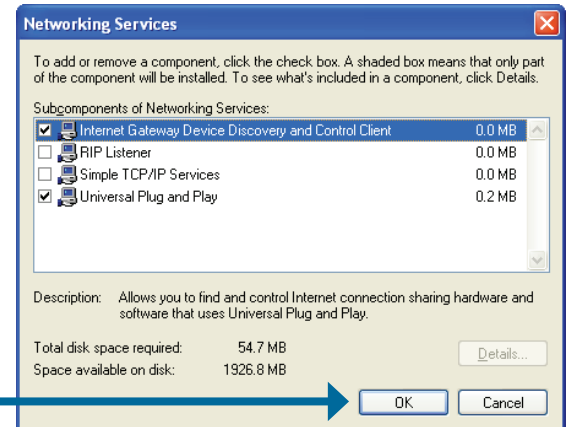 Networking Services
To add or remove a component, click the check box. A shaded box means that only part
of the component will be installed. To see what's included in a component, click Details.
Subcomponents of Networking Services:
Internet Gateway Device Discovery and Control Client 0.0 MB
RIP Listener 0.0 MB
Simple TCP/IP Services 0.0 MB
Universal Plug and Play 0.2 MB
Description: Allows you to find and control Internet connection sharing hardware and
software that uses Universal Plug and Play.
Total disk space required: 54.7 MB
Space available on disk: 1926.8 MB
Details...
OK Cancel